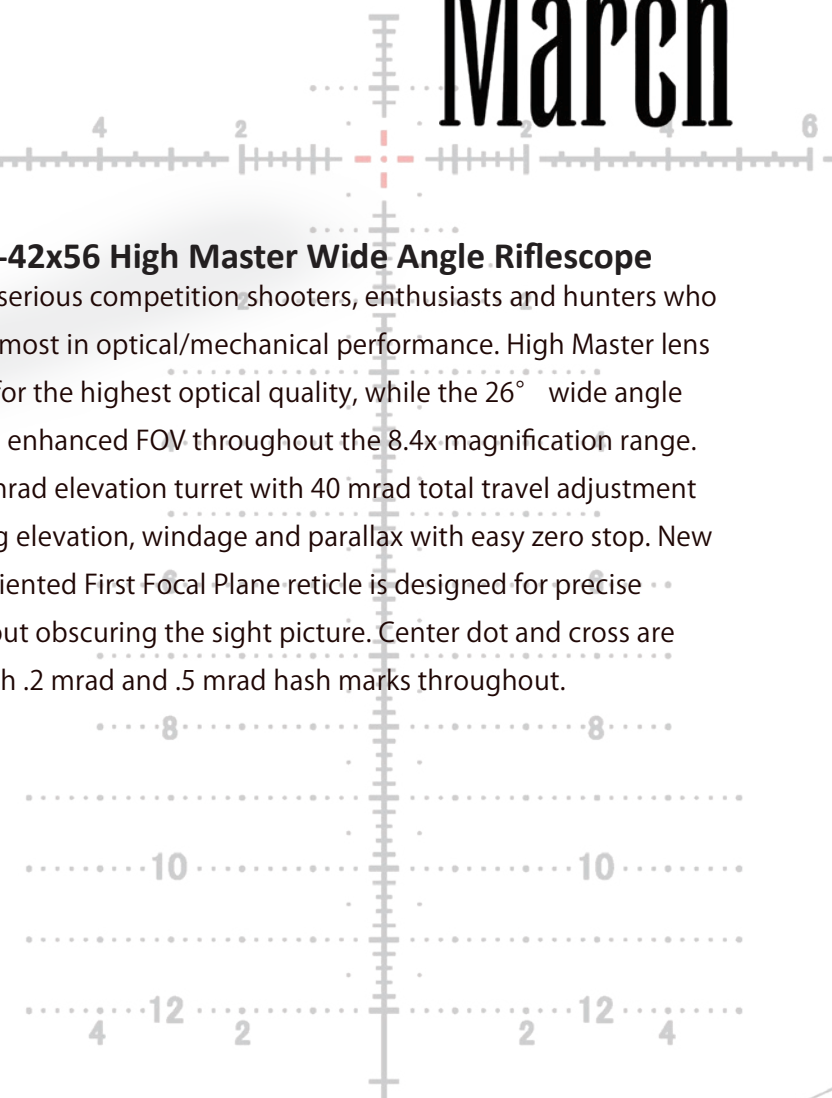 March
4 2 2 4 6
-42x56 High Master Wide Angle Riflescope
serious competition shooters, enthusiasts and hunters who
most in optical/mechanical performance. High Master lens
for the highest optical quality, while the 26° wide angle
enhanced FOV throughout the 8.4x magnification range.
mrad elevation turret with 40 mrad total travel adjustment
g elevation, windage and parallax with easy zero stop. New
iented First Focal Plane reticle is designed for precise
out obscuring the sight picture. Center dot and cross are
h .2 mrad and .5 mrad hash marks throughout.
8 8
10 10
12 12
4 2 2 4